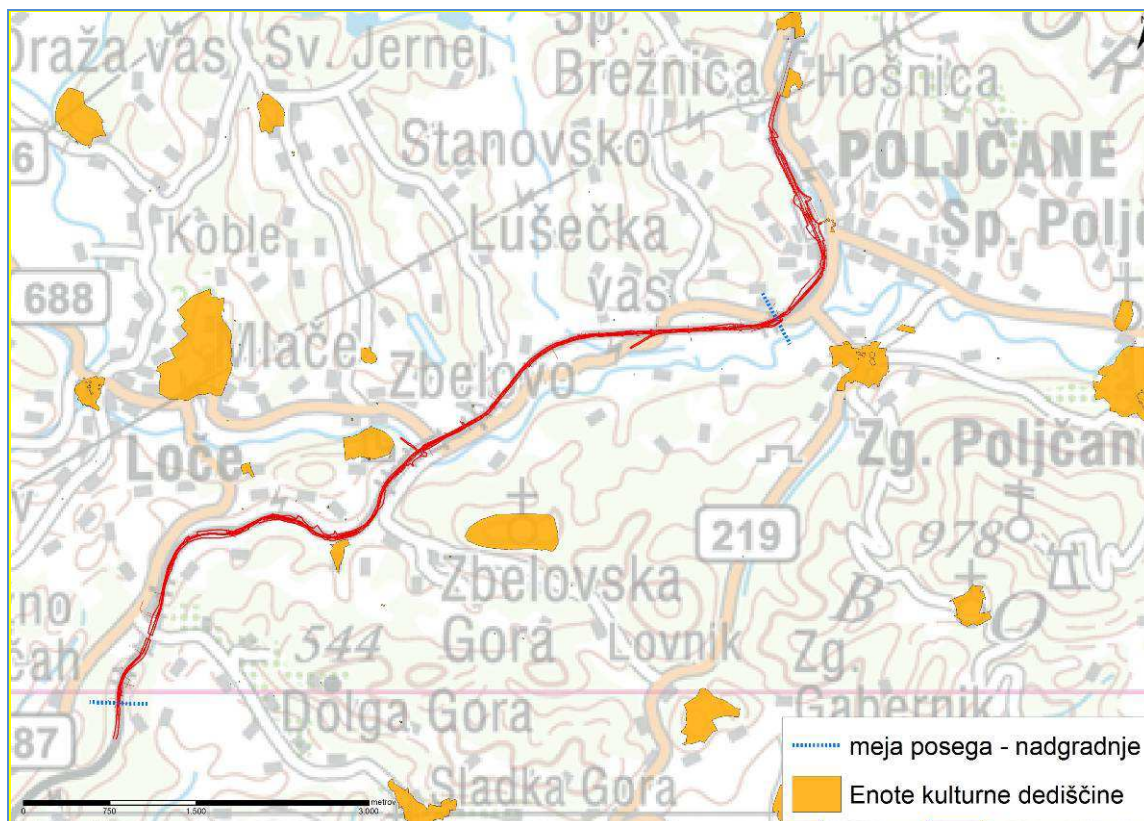 Draža vas
Sv. Jernej
Sp.
Brežnica
Hošnica
Stanovsko
POLJČANE
6
Koble
Lušečka
vas
Sp. Polj
688
Mlače
Zbelovo
Loče
Zg. Poljčan
219
978
Zbelovska
Gora
B
O
Lovnik
Zg
Gabernik
544
Dolga Gora
87
Sladka Gora
meja posega - nadgradnje
Enote kulturne dediščine
metrov
0
750
1.500
3.000